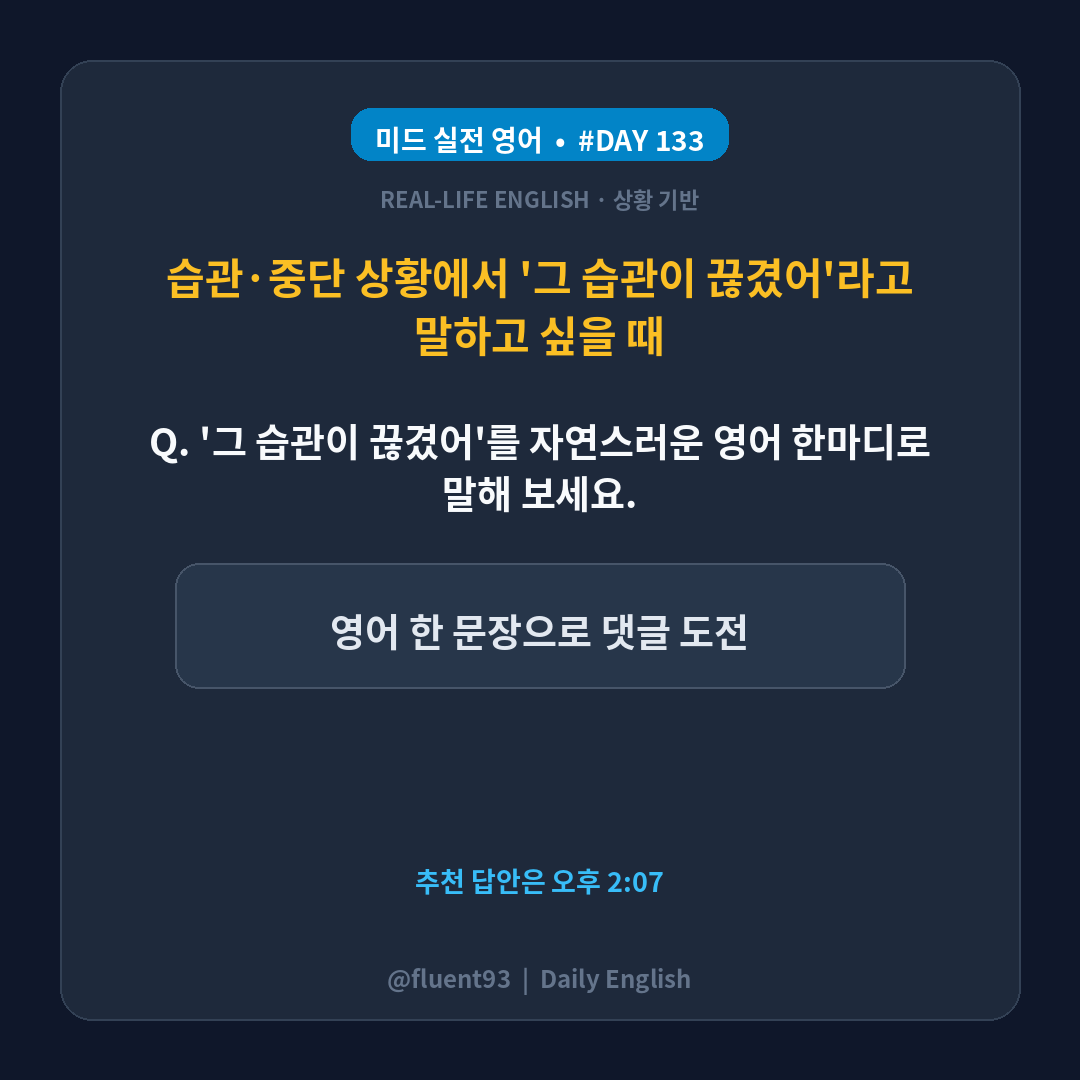 미드 실전 영어 • #DAY 133
REAL-LIFE ENGLISH · 상황 기반
습관·중단 상황에서 '그 습관이 끊겼어'라고
말하고 싶을 때
Q. '그 습관이 끊겼어'를 자연스러운 영어 한마디로
말해 보세요.
영어 한 문장으로 댓글 도전
추천 답안은 오후 2:07
@fluent93 | Daily English